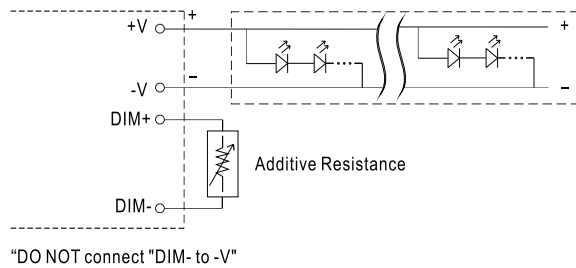 +V + +
-V − −
DIM+
Additive Resistance
DIM-
“DO NOT connect "DIM- to -V"